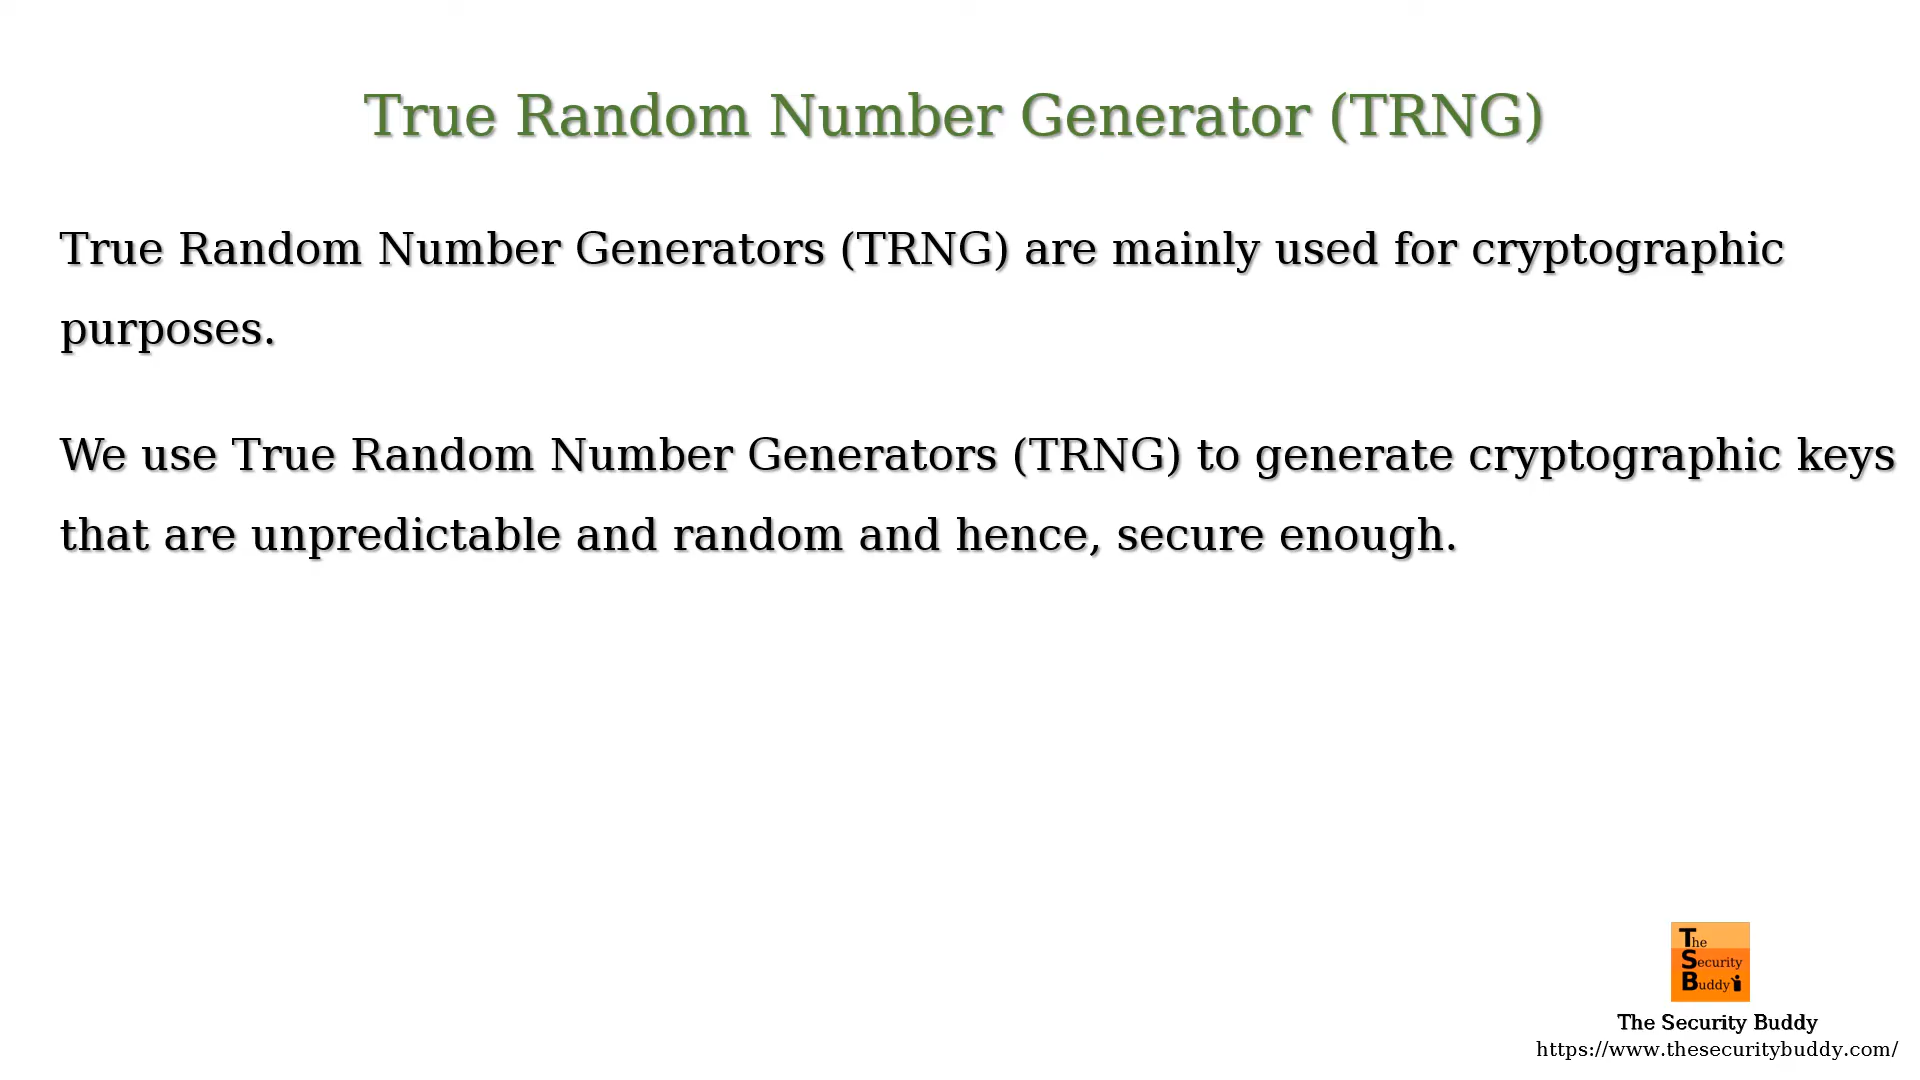 True Random Number Generator (TRNG)
True Random Number Generators (TRNG) are mainly used for cryptographic
purposes.
We use True Random Number Generators (TRNG) to generate cryptographic keys
that are unpredictable and random and hence, secure enough.
The
Security
Buddy
The Security Buddy
https://www.thesecuritybuddy.com/